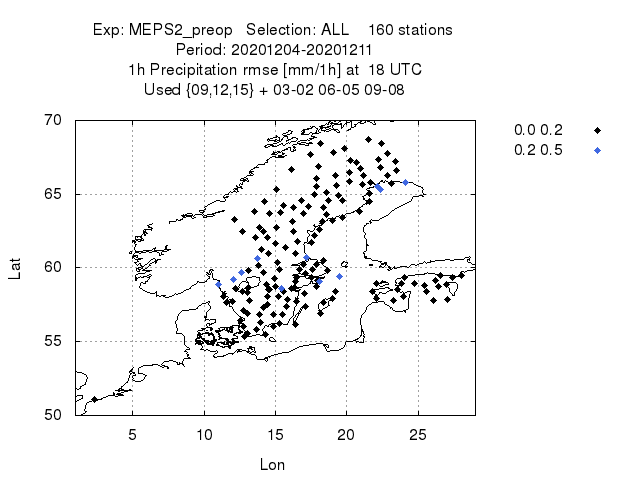 Exp: MEPS2_preop   Selection: ALL    160 stations
Period: 20201204-20201211
1h Precipitation rmse [mm/1h] at  18 UTC
Used {09,12,15} + 03-02 06-05 09-08
0.0 0.2
0.2 0.5
70
65
60
55
50
Lat
5 10 15 20 25
Lon